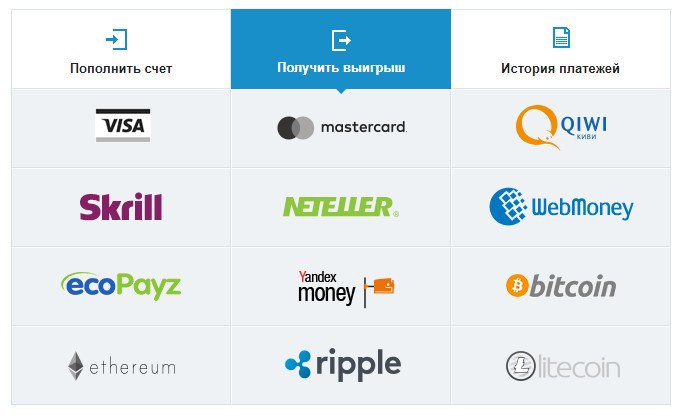 Пополнить счет
Получить выигрыш
История платежей
VISA
mastercard.
QIWI
КИВИ
Skrill
NETELLER®
WebMoney
ecoPayz
Yandex
money
bitcoin
ethereum
ripple
litecoin